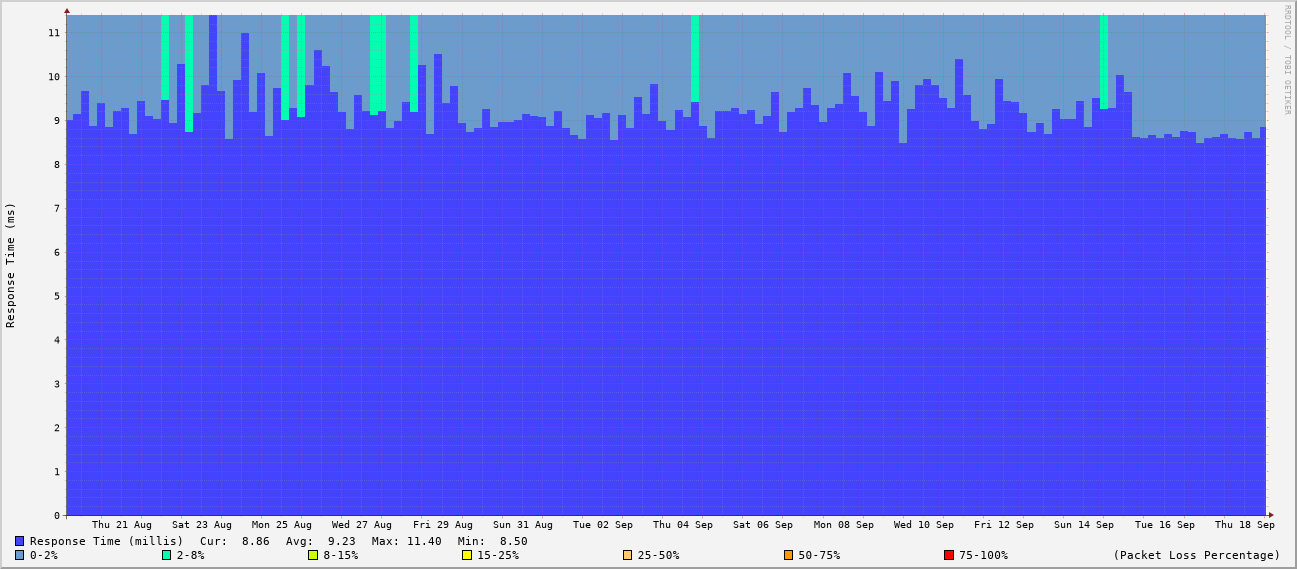 RRDTOOL / TOBI OETIKER
Response Time (ms)
11
10
9
8
7
6
5
4
3
2
1
0
Thu 21 Aug Sat 23 Aug Mon 25 Aug Wed 27 Aug Fri 29 Aug Sun 31 Aug Tue 02 Sep Thu 04 Sep Sat 06 Sep Mon 08 Sep Wed 10 Sep Fri 12 Sep Sun 14 Sep Tue 16 Sep Thu 18 Sep
Response Time (millis) Cur: 8.86 Avg: 9.23 Max: 11.40 Min: 8.50
0-2% 2-8% 8-15% 15-25% 25-50% 50-75% 75-100% (Packet Loss Percentage)